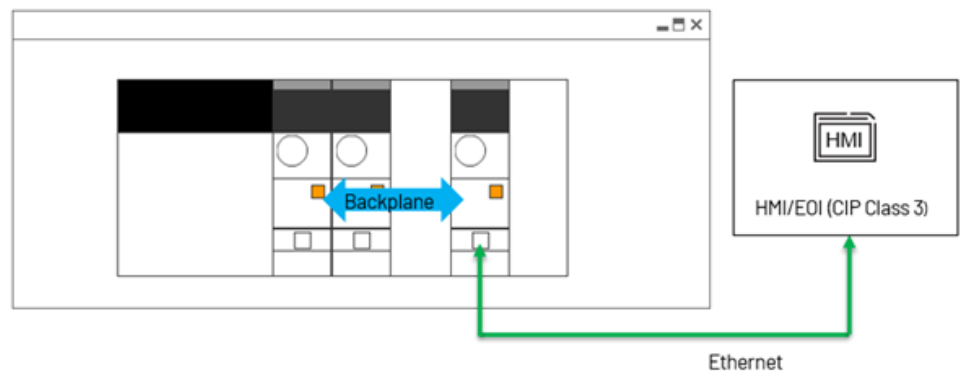 Backplane
HMI
HMI/EOI (CIP Class 3)
Ethernet